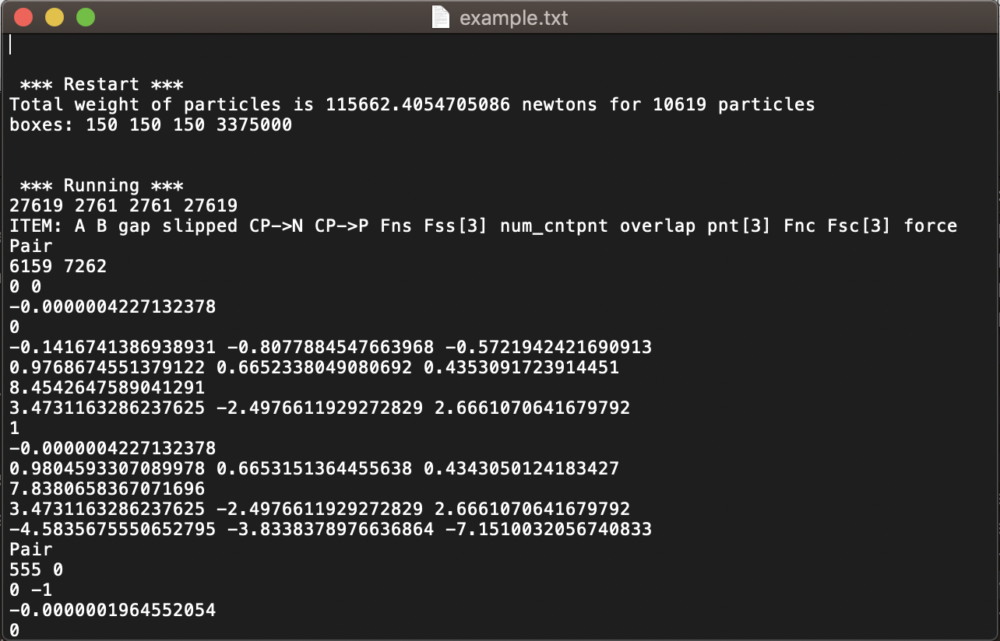 example.txt
*** Restart ***
Total weight of particles is 115662.4054705086 newtons for 10619 particles
boxes: 150 150 150 3375000
*** Running ***
27619 2761 2761 27619
ITEM: A B gap slipped CP->N CP->P Fns Fss[3] num_cntpnt overlap pnt[3] Fnc Fsc[3] force
Pair
6159 7262
0 0
-0.0000004227132378
0
-0.1416741386938931 -0.8077884547663968 -0.5721942421690913
0.9768674551379122 0.6652338049080692 0.4353091723914451
8.4542647589041291
3.4731163286237625 -2.4976611929272829 2.6661070641679792
1
-0.0000004227132378
0.9804593307089978 0.6653151364455638 0.4343050124183427
7.8380658367071696
3.4731163286237625 -2.4976611929272829 2.6661070641679792
-4.5835675550652795 -3.8338378976636864 -7.1510032056740833
Pair
555 0
0 -1
-0.0000001964552054
0